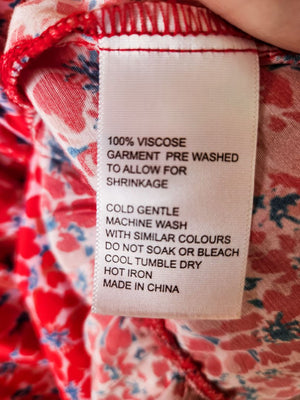 100% VISCOSE
GARMENT PRE WASHED
TO ALLOW FOR
SHRINKAGE
COLD GENTLE
MACHINE WASH
WITH SIMILAR COLOURS
DO NOT SOAK OR BLEACH
COOL TUMBLE DRY
HOT IRON
MADE IN CHINA